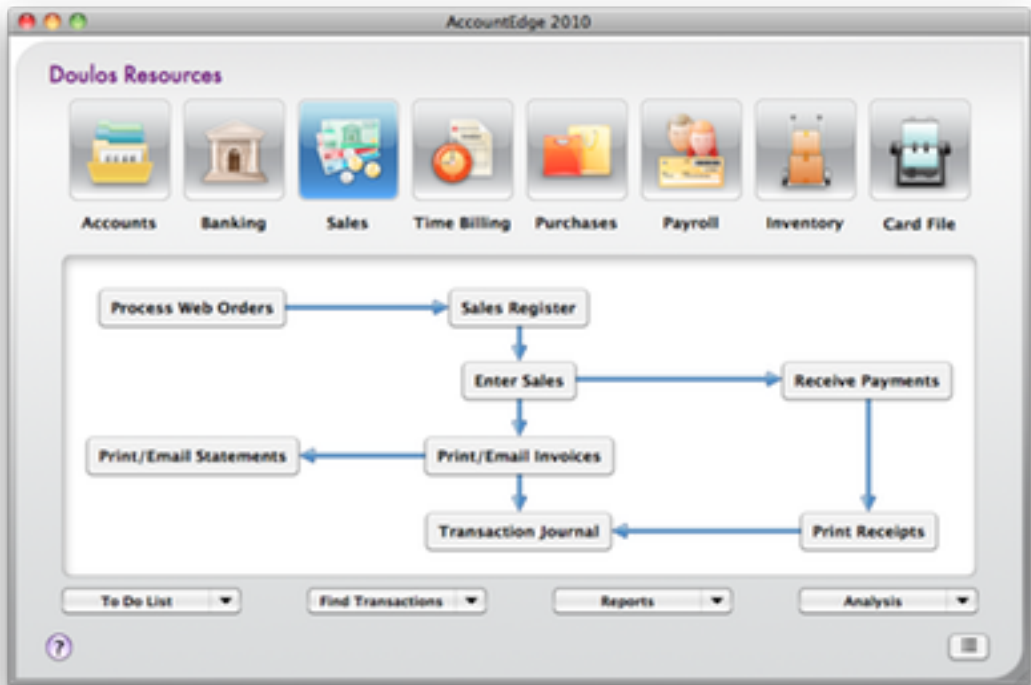 AccountEdge 2010
Doulos Resources
Accounts Banking Sales Time Billing Purchases Payroll Inventory Card File
Process Web Orders Sales Register
Enter Sales Receive Payments
Print/Email Statements Print/Email Invoices
Transaction Journal Print Receipts
To Do List Find Transactions Reports Analysis
?